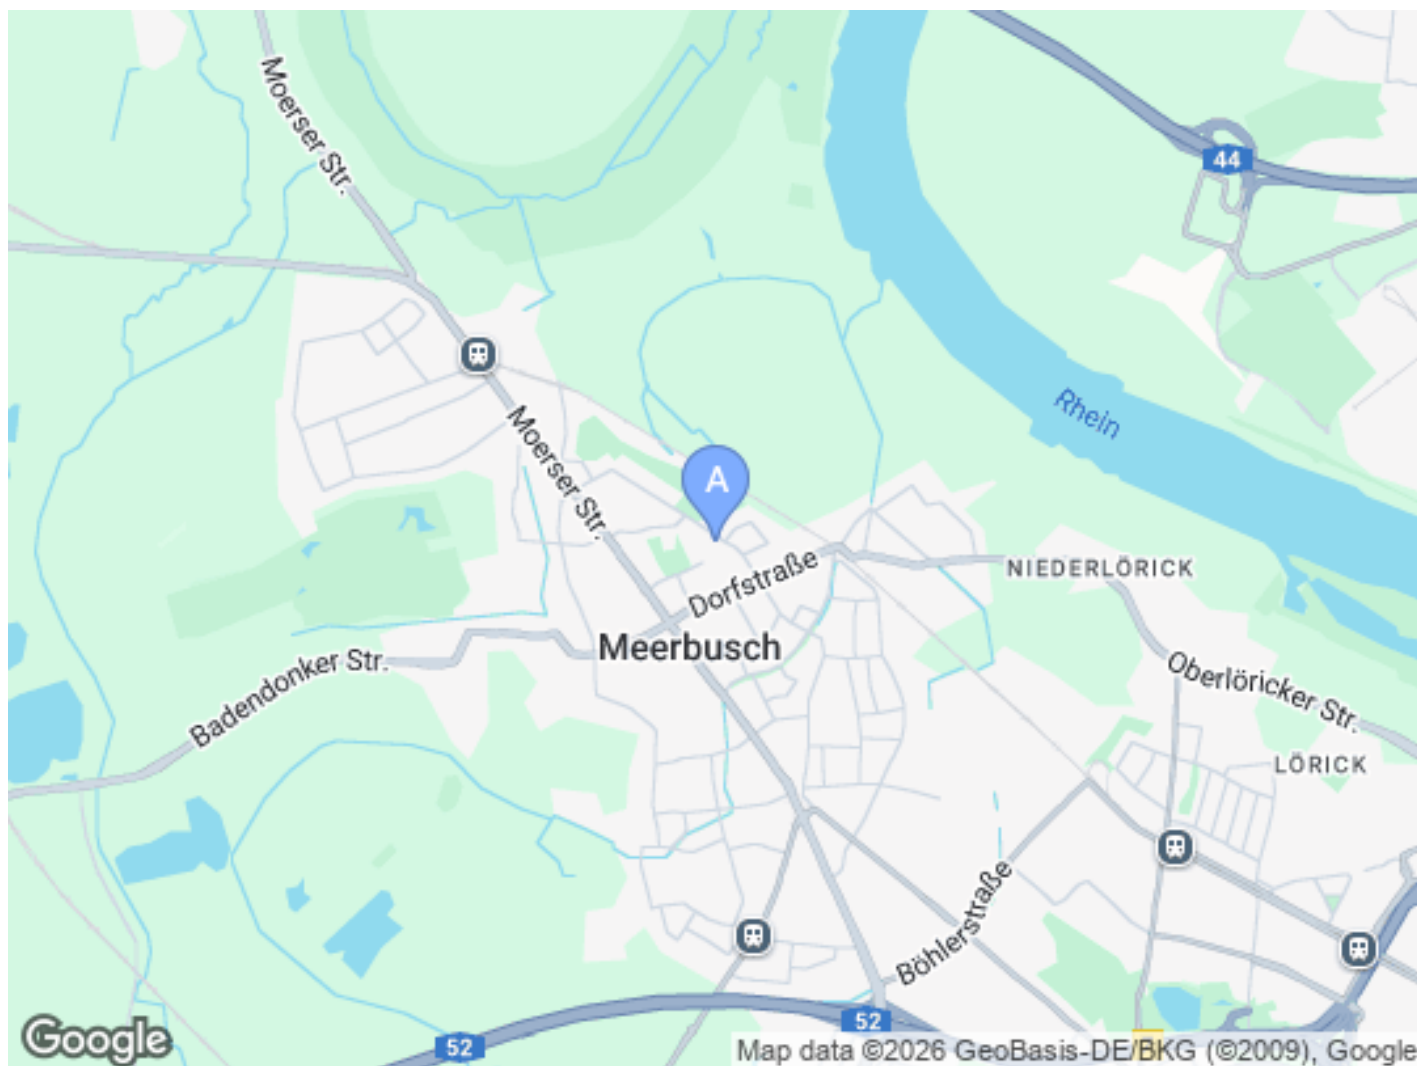 Moerser Str.
44
Rhein
Moerser Str.
A
Dorfstraße
NIEDERLÖRICK
Meerbusch
Badendonker Str.
Oberlöricker Str.
LÖRICK
Böhlerstraße
52
52
Google
Map data ©2026 GeoBasis-DE/BKG (©2009), Google